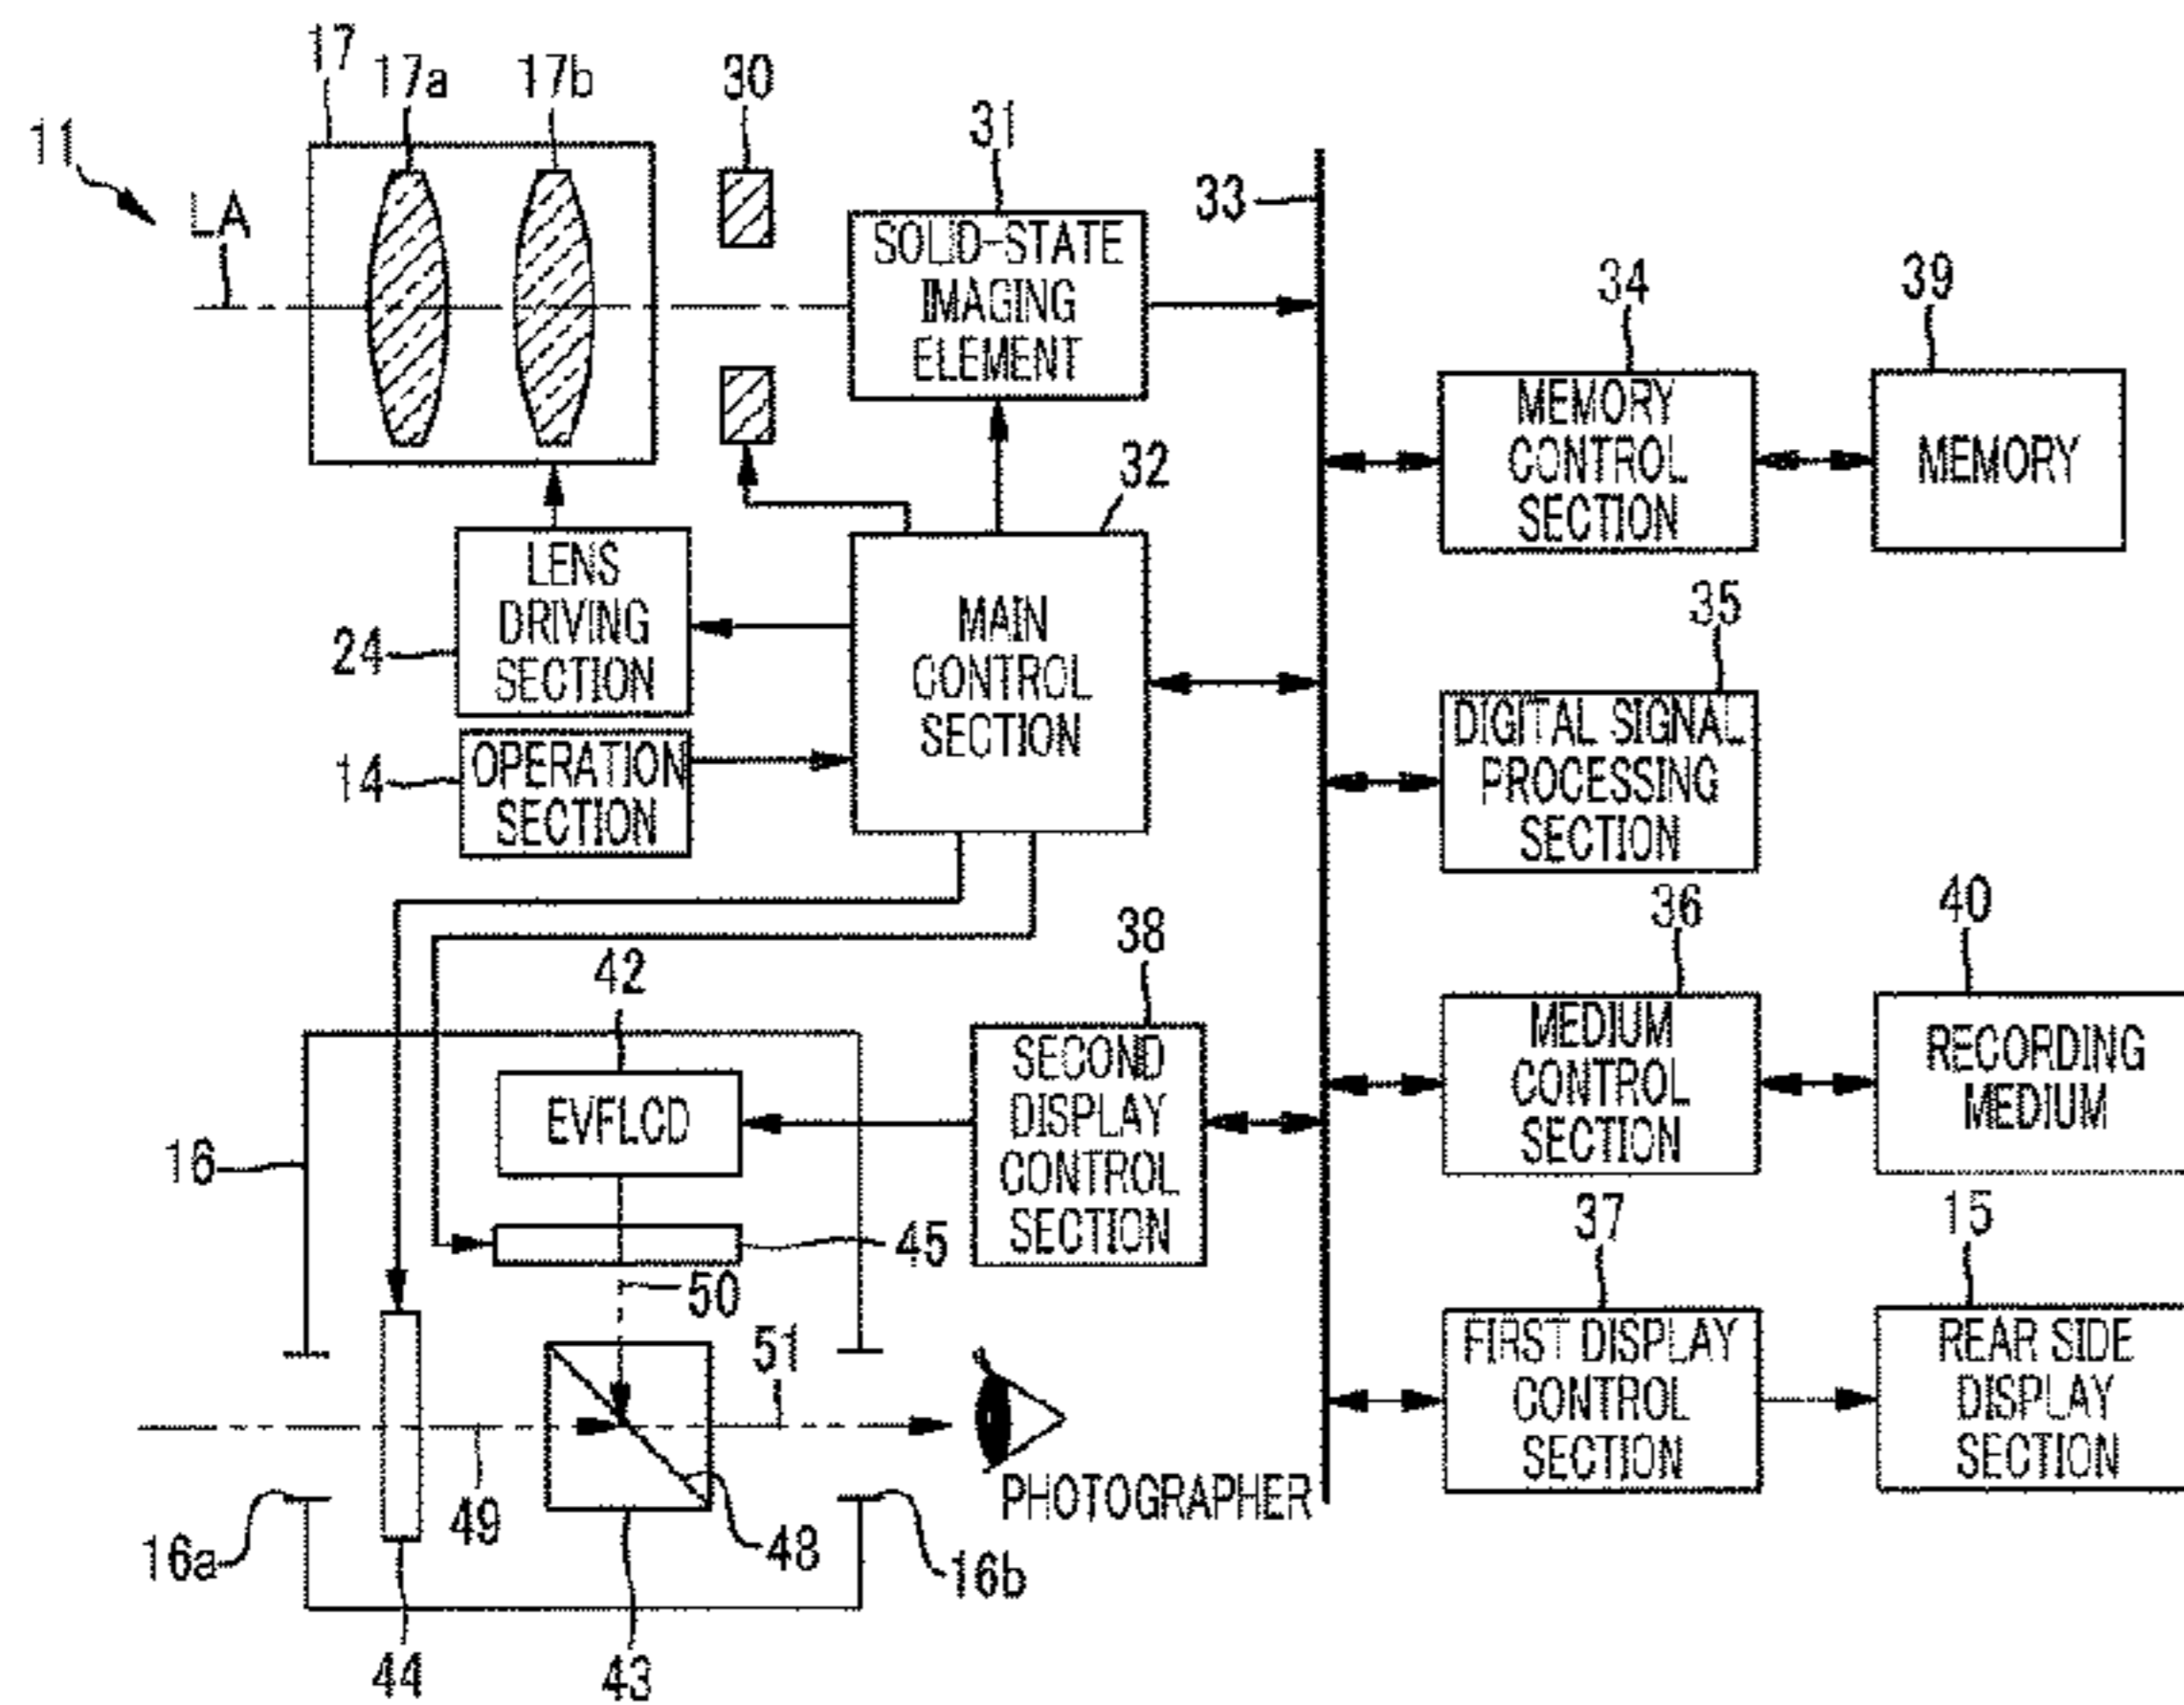 17
17a
17b
30
31
11
LA
33
SOLID-STATE
IMAGING
ELEMENT
34
39
MEMORY
CONTROL
SECTION
MEMORY
32
LENS
DRIVING
SECTION
24
MAIN
CONTROL
SECTION
35
DIGITAL SIGNAL
PROCESSING
SECTION
14
OPERATION
SECTION
36
40
38
42
MEDIUM
CONTROL
SECTION
RECORDING
MEDIUM
SECOND
DISPLAY
CONTROL
SECTION
EVFLCD
16
45
37
15
50
51
FIRST DISPLAY
CONTROL
SECTION
REAR SIDE
DISPLAY
SECTION
49
48
PHOTOGRAPHER
16a
16b
44
43